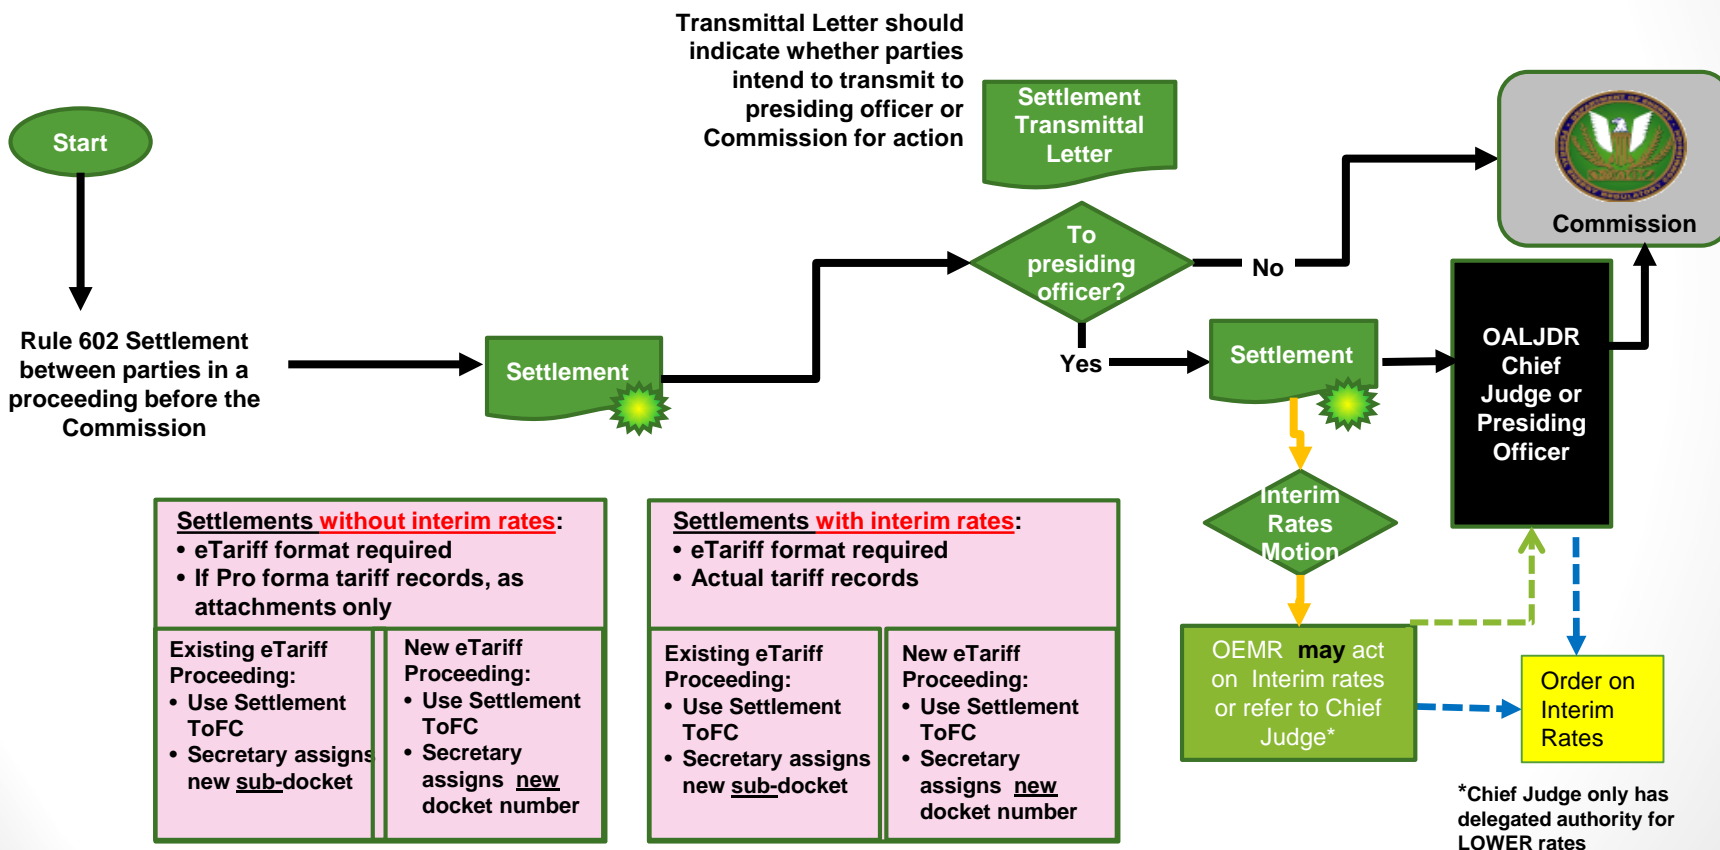 Transmittal Letter should
indicate whether parties
intend to transmit to
presiding officer or
Commission for action
Settlement
Transmittal
Letter
Commission
Start
To
presiding
officer?
No
Yes
Rule 602 Settlement
between parties in a
proceeding before the
Commission
Settlement
Settlement
OALJDR
Chief
Judge or
Presiding
Officer
Interim
Rates
Motion
OEMR may act
on Interim rates
or refer to Chief
Judge*
Order on
Interim
Rates
*Chief Judge only has
delegated authority for
LOWER rates
Settlements without interim rates:
• eTariff format required
• If Pro forma tariff records, as
attachments only
Existing eTariff
Proceeding:
• Use Settlement
ToFC
• Secretary assigns
new sub-docket
New eTariff
Proceeding:
• Use Settlement
ToFC
• Secretary
assigns new
docket number
Settlements with interim rates:
• eTariff format required
• Actual tariff records
Existing eTariff
Proceeding:
• Use Settlement
ToFC
• Secretary assigns
new sub-docket
New eTariff
Proceeding:
• Use Settlement
ToFC
• Secretary
assigns new
docket number